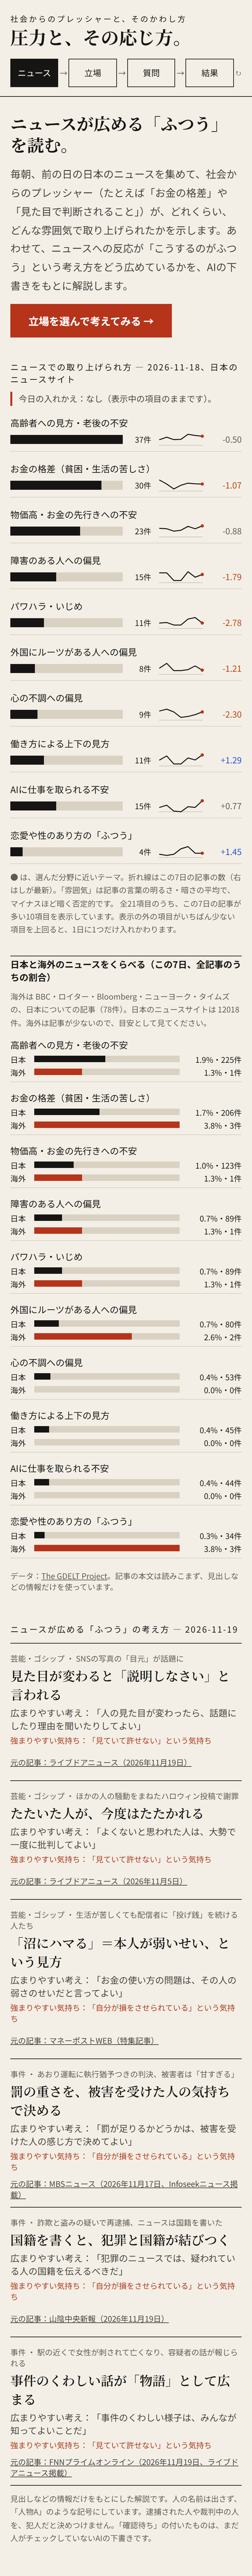 社会からのプレッシャーと、そのかわし方
圧力と、その応じ方。
ニュース → 立場 → 質問 → 結果 ↻
ニュースが広める「ふつう」
を読む。
毎朝、前の日の日本のニュースを集めて、社会か
らのプレッシャー（たとえば「お金の格差」や
「見た目で判断されること」）が、どれくらい、
どんな雰囲気で取り上げられたかを示します。あ
わせて、ニュースへの反応が「こうするのがふつ
う」という考え方をどう広めているかを、AIの下
書きをもとに解説します。
立場を選んで考えてみる →
ニュースでの取り上げられ方 — 2026-11-18、日本の
ニュースサイト
今日の入れかえ：なし（表示中の項目のままです）。
高齢者への見方・老後の不安
37件 -0.50
お金の格差（貧困・生活の苦しさ）
30件 -1.07
物価高・お金の先行きへの不安
23件 -0.88
障害のある人への偏見
15件 -1.79
パワハラ・いじめ
11件 -2.78
外国にルーツがある人への偏見
8件 -1.21
心の不調への偏見
9件 -2.30
働き方による上下の見方
11件 +1.29
AIに仕事を取られる不安
15件 +0.77
恋愛や性のあり方の「ふつう」
4件 +1.45
● は、選んだ分野に近いテーマ。折れ線はこの7日の記事の数（右
はしが最新）。「雰囲気」は記事の言葉の明るさ・暗さの平均で、
マイナスほど暗く否定的です。 全21項目のうち、この7日の記事が
多い10項目を表示しています。表示の外の項目がいちばん少ない
項目を上回ると、1日に1つだけ入れかわります。
日本と海外のニュースをくらべる（この7日、全記事のう
ちの割合）
海外は BBC・ロイター・Bloomberg・ニューヨーク・タイムズ
の、日本についての記事（78件）。日本のニュースサイトは 12018
件。海外は記事が少ないので、目安として見てください。
高齢者への見方・老後の不安
日本 1.9%・225件
海外 1.3%・1件
お金の格差（貧困・生活の苦しさ）
日本 1.7%・206件
海外 3.8%・3件
物価高・お金の先行きへの不安
日本 1.0%・123件
海外 1.3%・1件
障害のある人への偏見
日本 0.7%・89件
海外 1.3%・1件
パワハラ・いじめ
日本 0.7%・89件
海外 1.3%・1件
外国にルーツがある人への偏見
日本 0.7%・80件
海外 2.6%・2件
心の不調への偏見
日本 0.4%・53件
海外 0.0%・0件
働き方による上下の見方
日本 0.4%・45件
海外 0.0%・0件
AIに仕事を取られる不安
日本 0.4%・44件
海外 0.0%・0件
恋愛や性のあり方の「ふつう」
日本 0.3%・34件
海外 3.8%・3件
データ：The GDELT Project。記事の本文は読みこまず、見出しな
どの情報だけを使っています。
ニュースが広める「ふつう」の考え方 — 2026-11-19
芸能・ゴシップ ・ SNSの写真の「目元」が話題に
見た目が変わると「説明しなさい」と
言われる
広まりやすい考え：「人の見た目が変わったら、話題に
したり理由を聞いたりしてよい」
強まりやすい気持ち：「見ていて許せない」という気持ち
元の記事：ライブドアニュース（2026年11月19日）
芸能・ゴシップ ・ ほかの人の騒動をまねたハロウィン投稿で謝罪
たたいた人が、今度はたたかれる
広まりやすい考え：「よくないと思われた人は、大勢で
一度に批判してよい」
強まりやすい気持ち：「見ていて許せない」という気持ち
元の記事：ライブドアニュース（2026年11月5日）
芸能・ゴシップ ・ 生活が苦しくても配信者に「投げ銭」を続ける
人たち
「沼にハマる」＝本人が弱いせい、と
いう見方
広まりやすい考え：「お金の使い方の問題は、その人の
弱さのせいだと言ってよい」
強まりやすい気持ち：「自分が損をさせられている」という気持
ち
元の記事：マネーポストWEB（特集記事）
事件 ・ あおり運転に執行猶予つきの判決、被害者は「甘すぎる」
罰の重さを、被害を受けた人の気持ち
で決める
広まりやすい考え：「罰が足りるかどうかは、被害を受
けた人の感じ方で決めてよい」
強まりやすい気持ち：「自分が損をさせられている」という気持
ち
元の記事：MBSニュース（2026年11月17日、Infoseekニュース掲
載）
事件 ・ 詐欺と盗みの疑いで再逮捕、ニュースは国籍を書いた
国籍を書くと、犯罪と国籍が結びつく
広まりやすい考え：「犯罪のニュースでは、疑われてい
る人の国籍を伝えるべきだ」
強まりやすい気持ち：「自分が損をさせられている」という気持
ち
元の記事：山陰中央新報（2026年11月19日）
事件 ・ 駅の近くで女性が刺されて亡くなり、容疑者の話が報じら
れる
事件のくわしい話が「物語」として広
まる
広まりやすい考え：「事件のくわしい様子は、みんなが
知ってよいことだ」
強まりやすい気持ち：「見ていて許せない」という気持ち
元の記事：FNNプライムオンライン（2026年11月19日、ライブド
アニュース掲載）
見出しなどの情報だけをもとにした解説です。人の名前は出さず、
「人物A」のような記号にしています。逮捕された人や裁判中の人
を、犯人だと決めつけません。「確認待ち」の付いたものは、まだ
人がチェックしていないAIの下書きです。